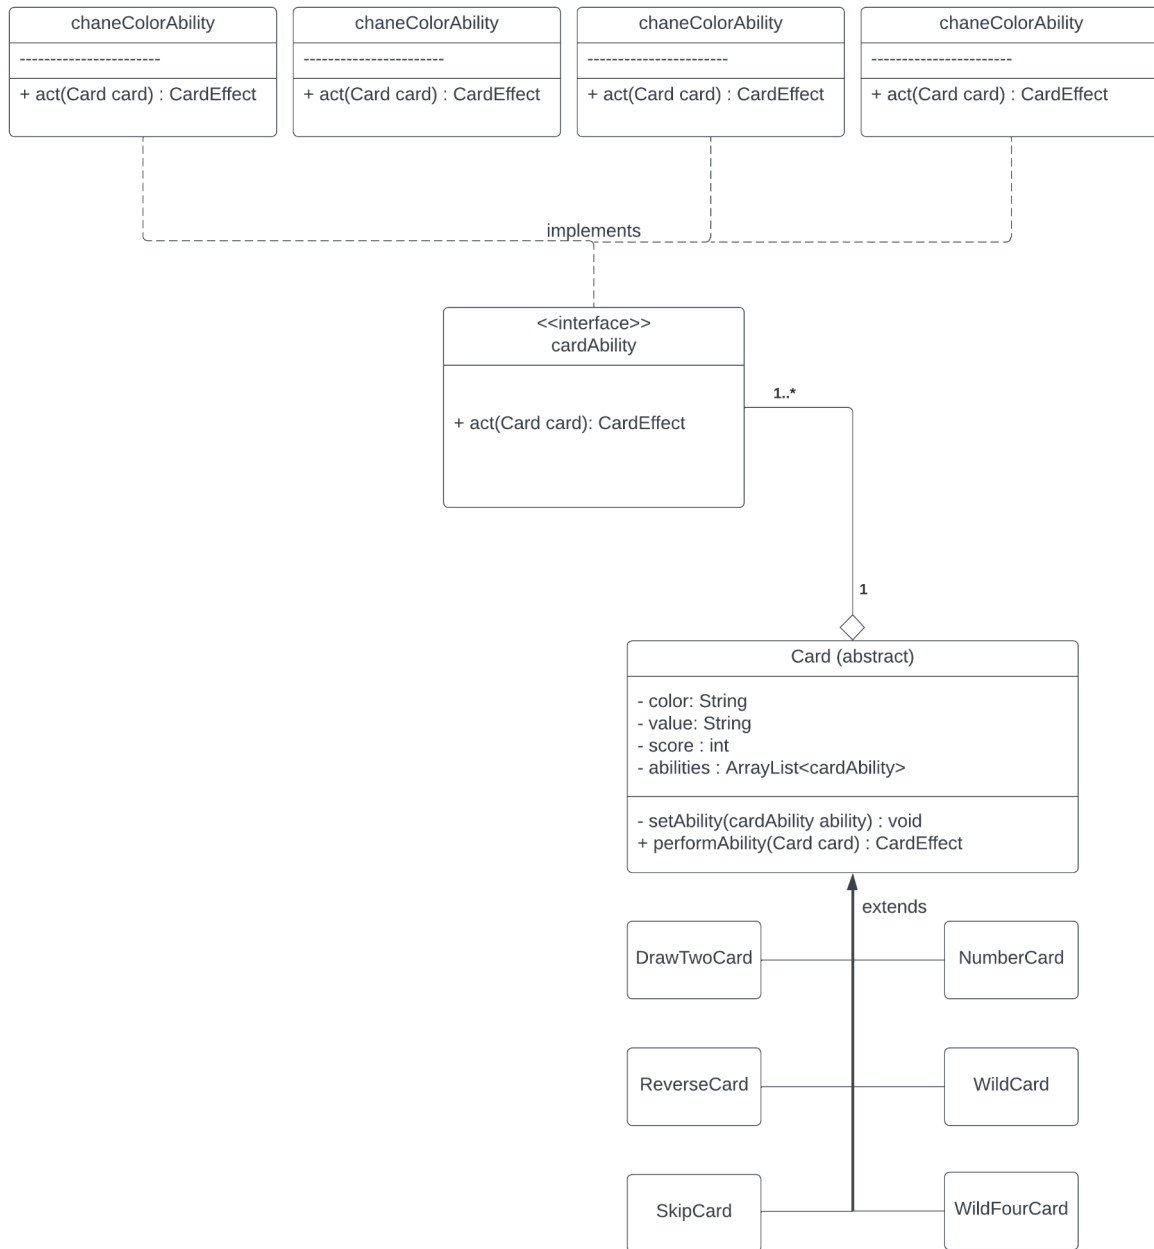 chaneColorAbility
-----------------------
+ act(Card card) : CardEffect
chaneColorAbility
-----------------------
+ act(Card card) : CardEffect
chaneColorAbility
-----------------------
+ act(Card card) : CardEffect
chaneColorAbility
-----------------------
+ act(Card card) : CardEffect
implements
<<interface>>
cardAbility
+ act(Card card): CardEffect
1..*
1
Card (abstract)
- color: String
- value: String
- score : int
- abilities : ArrayList<cardAbility>
- setAbility(cardAbility ability) : void
+ performAbility(Card card) : CardEffect
extends
DrawTwoCard
NumberCard
ReverseCard
WildCard
SkipCard
WildFourCard